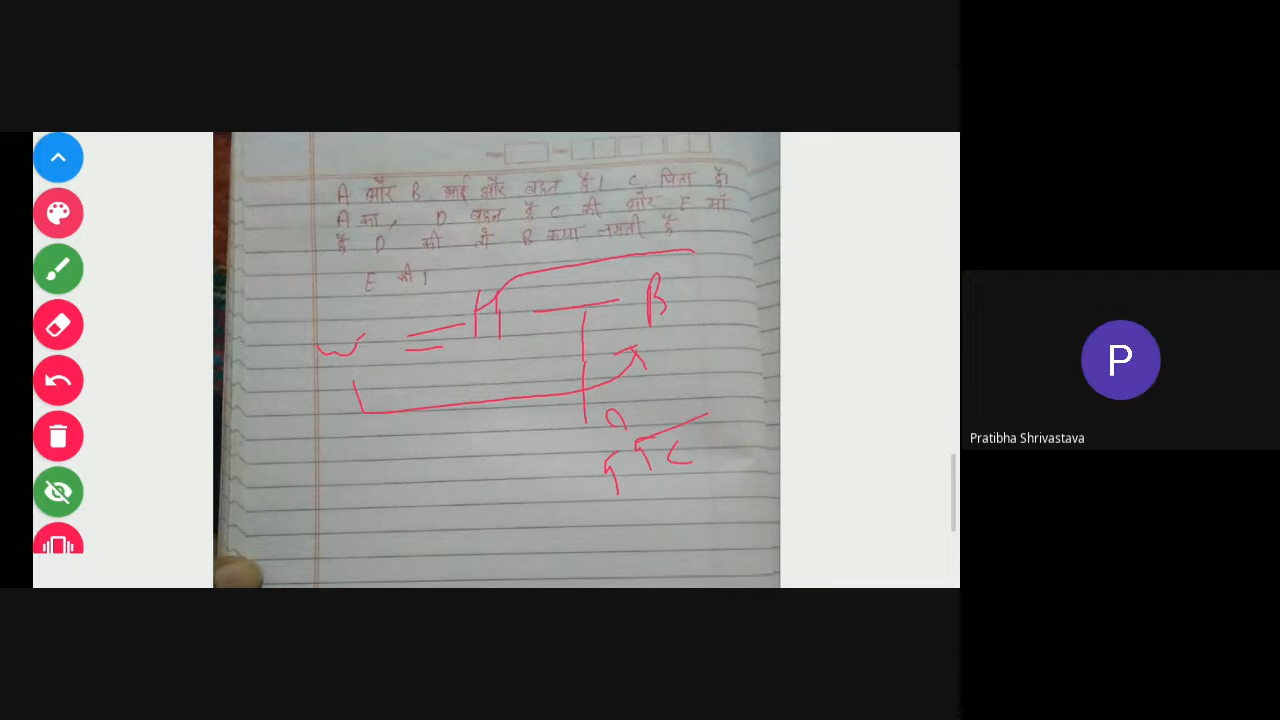 A और B भाई और बहन है। C पिता है।
A का, D बहन है C की और E माँ
है D की तो B क्या लगती है
E की।
H B
W =
C
P
Pratibha Shrivastava